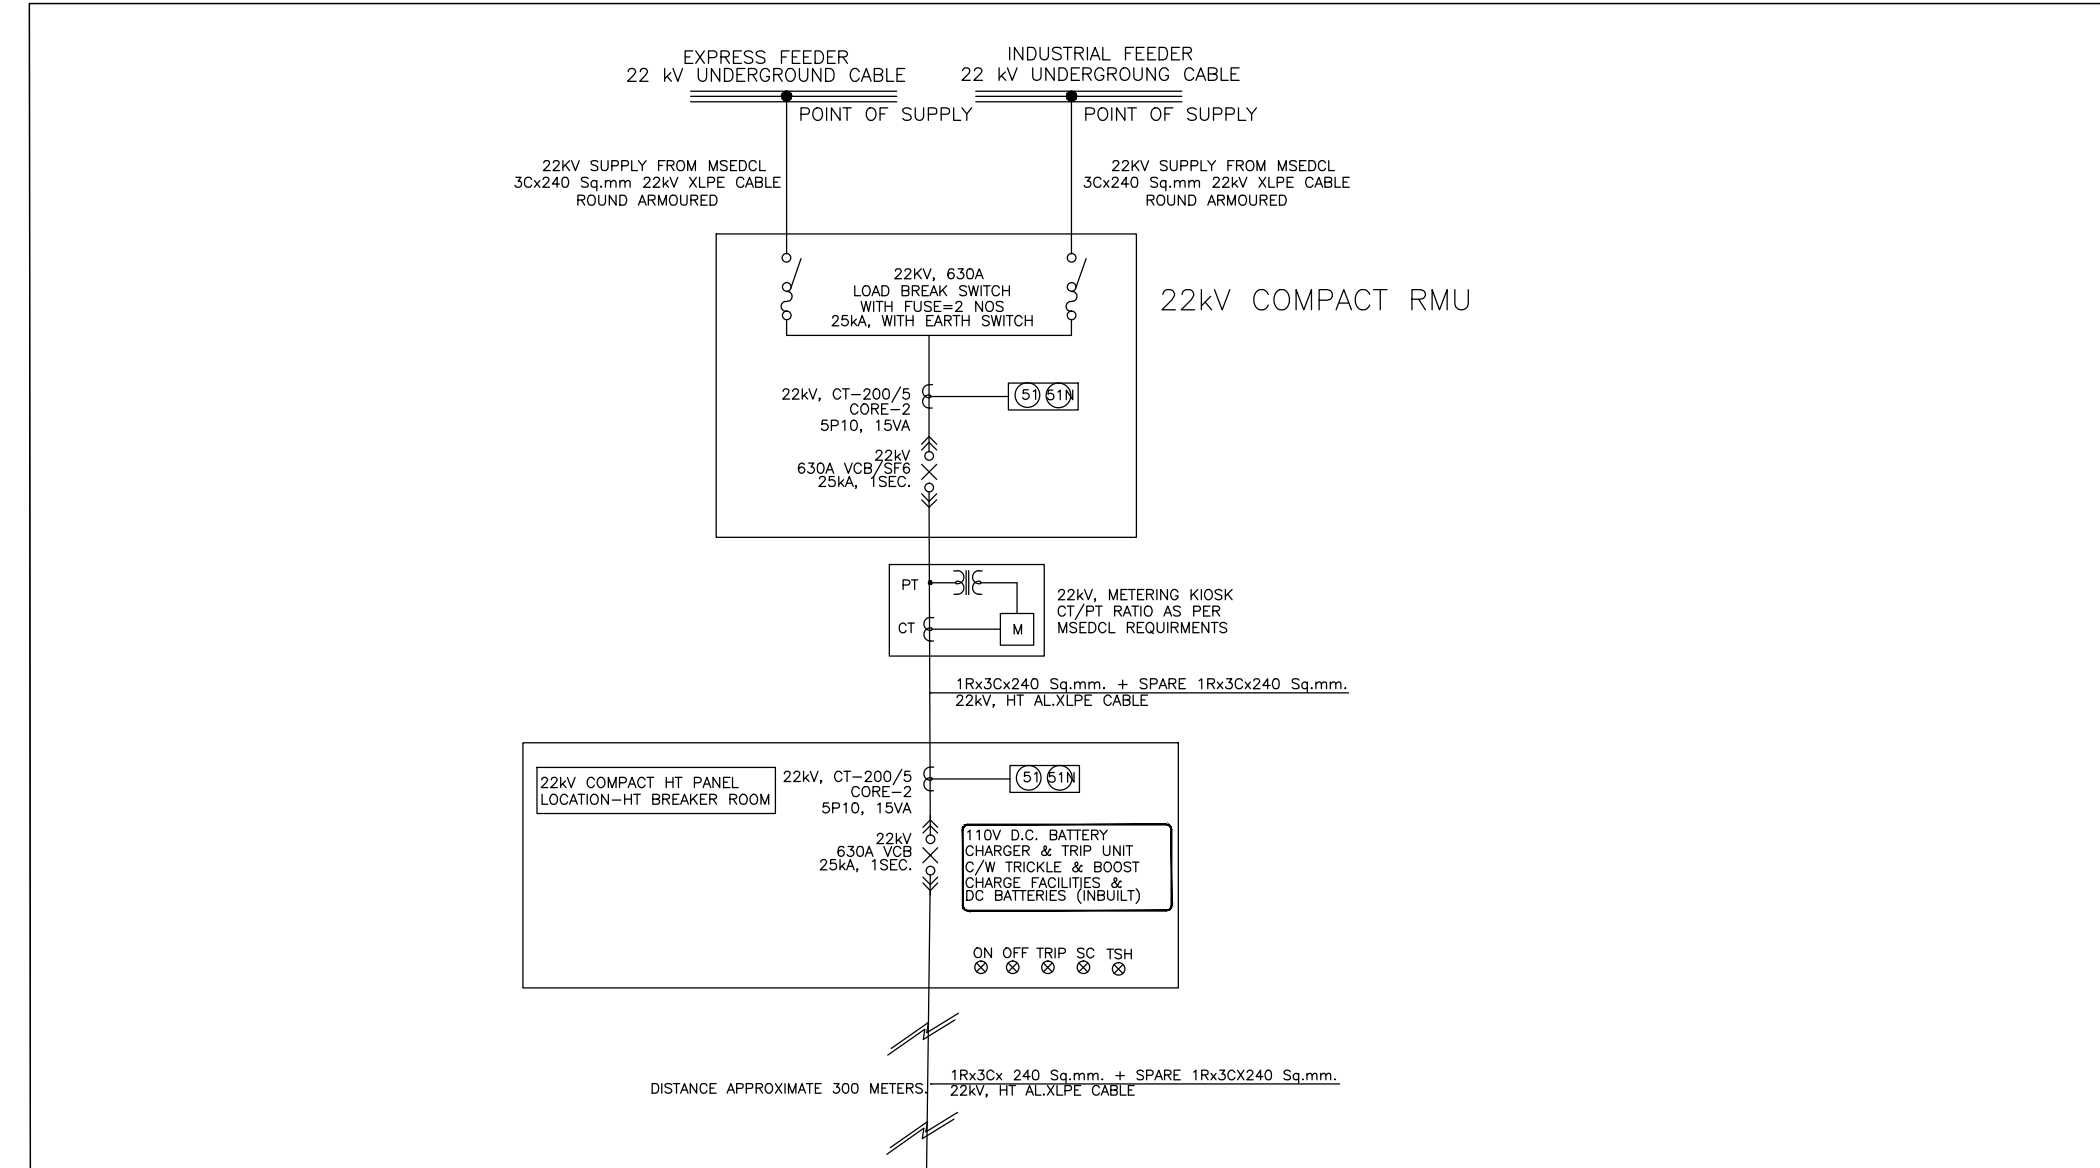 EXPRESS FEEDER
22 kV UNDERGROUND CABLE
INDUSTRIAL FEEDER
22 kV UNDERGROUNG CABLE
POINT OF SUPPLY
POINT OF SUPPLY
22KV SUPPLY FROM MSEDCL
3Cx240 Sq.mm 22kV XLPE CABLE
ROUND ARMOURED
22KV SUPPLY FROM MSEDCL
3Cx240 Sq.mm 22kV XLPE CABLE
ROUND ARMOURED
22KV, 630A
LOAD BREAK SWITCH
WITH FUSE=2 NOS
25kA, WITH EARTH SWITCH
22kV COMPACT RMU
22kV, CT-200/5
CORE-2
5P10, 15VA
51 51N
22kV
630A VCB/SF6
25kA, 1SEC.
PT
CT
M
22kV, METERING KIOSK
CT/PT RATIO AS PER
MSEDCL REQUIRMENTS
1Rx3Cx240 Sq.mm. + SPARE 1Rx3Cx240 Sq.mm.
22kV, HT AL.XLPE CABLE
22kV COMPACT HT PANEL
LOCATION-HT BREAKER ROOM
22kV, CT-200/5
CORE-2
5P10, 15VA
51 51N
22kV
630A VCB
25kA, 1SEC.
110V D.C. BATTERY
CHARGER & TRIP UNIT
C/W TRICKLE & BOOST
CHARGE FACILITIES &
DC BATTERIES (INBUILT)
ON OFF TRIP SC TSH
DISTANCE APPROXIMATE 300 METERS.
1Rx3Cx 240 Sq.mm. + SPARE 1Rx3CX240 Sq.mm.
22kV, HT AL.XLPE CABLE